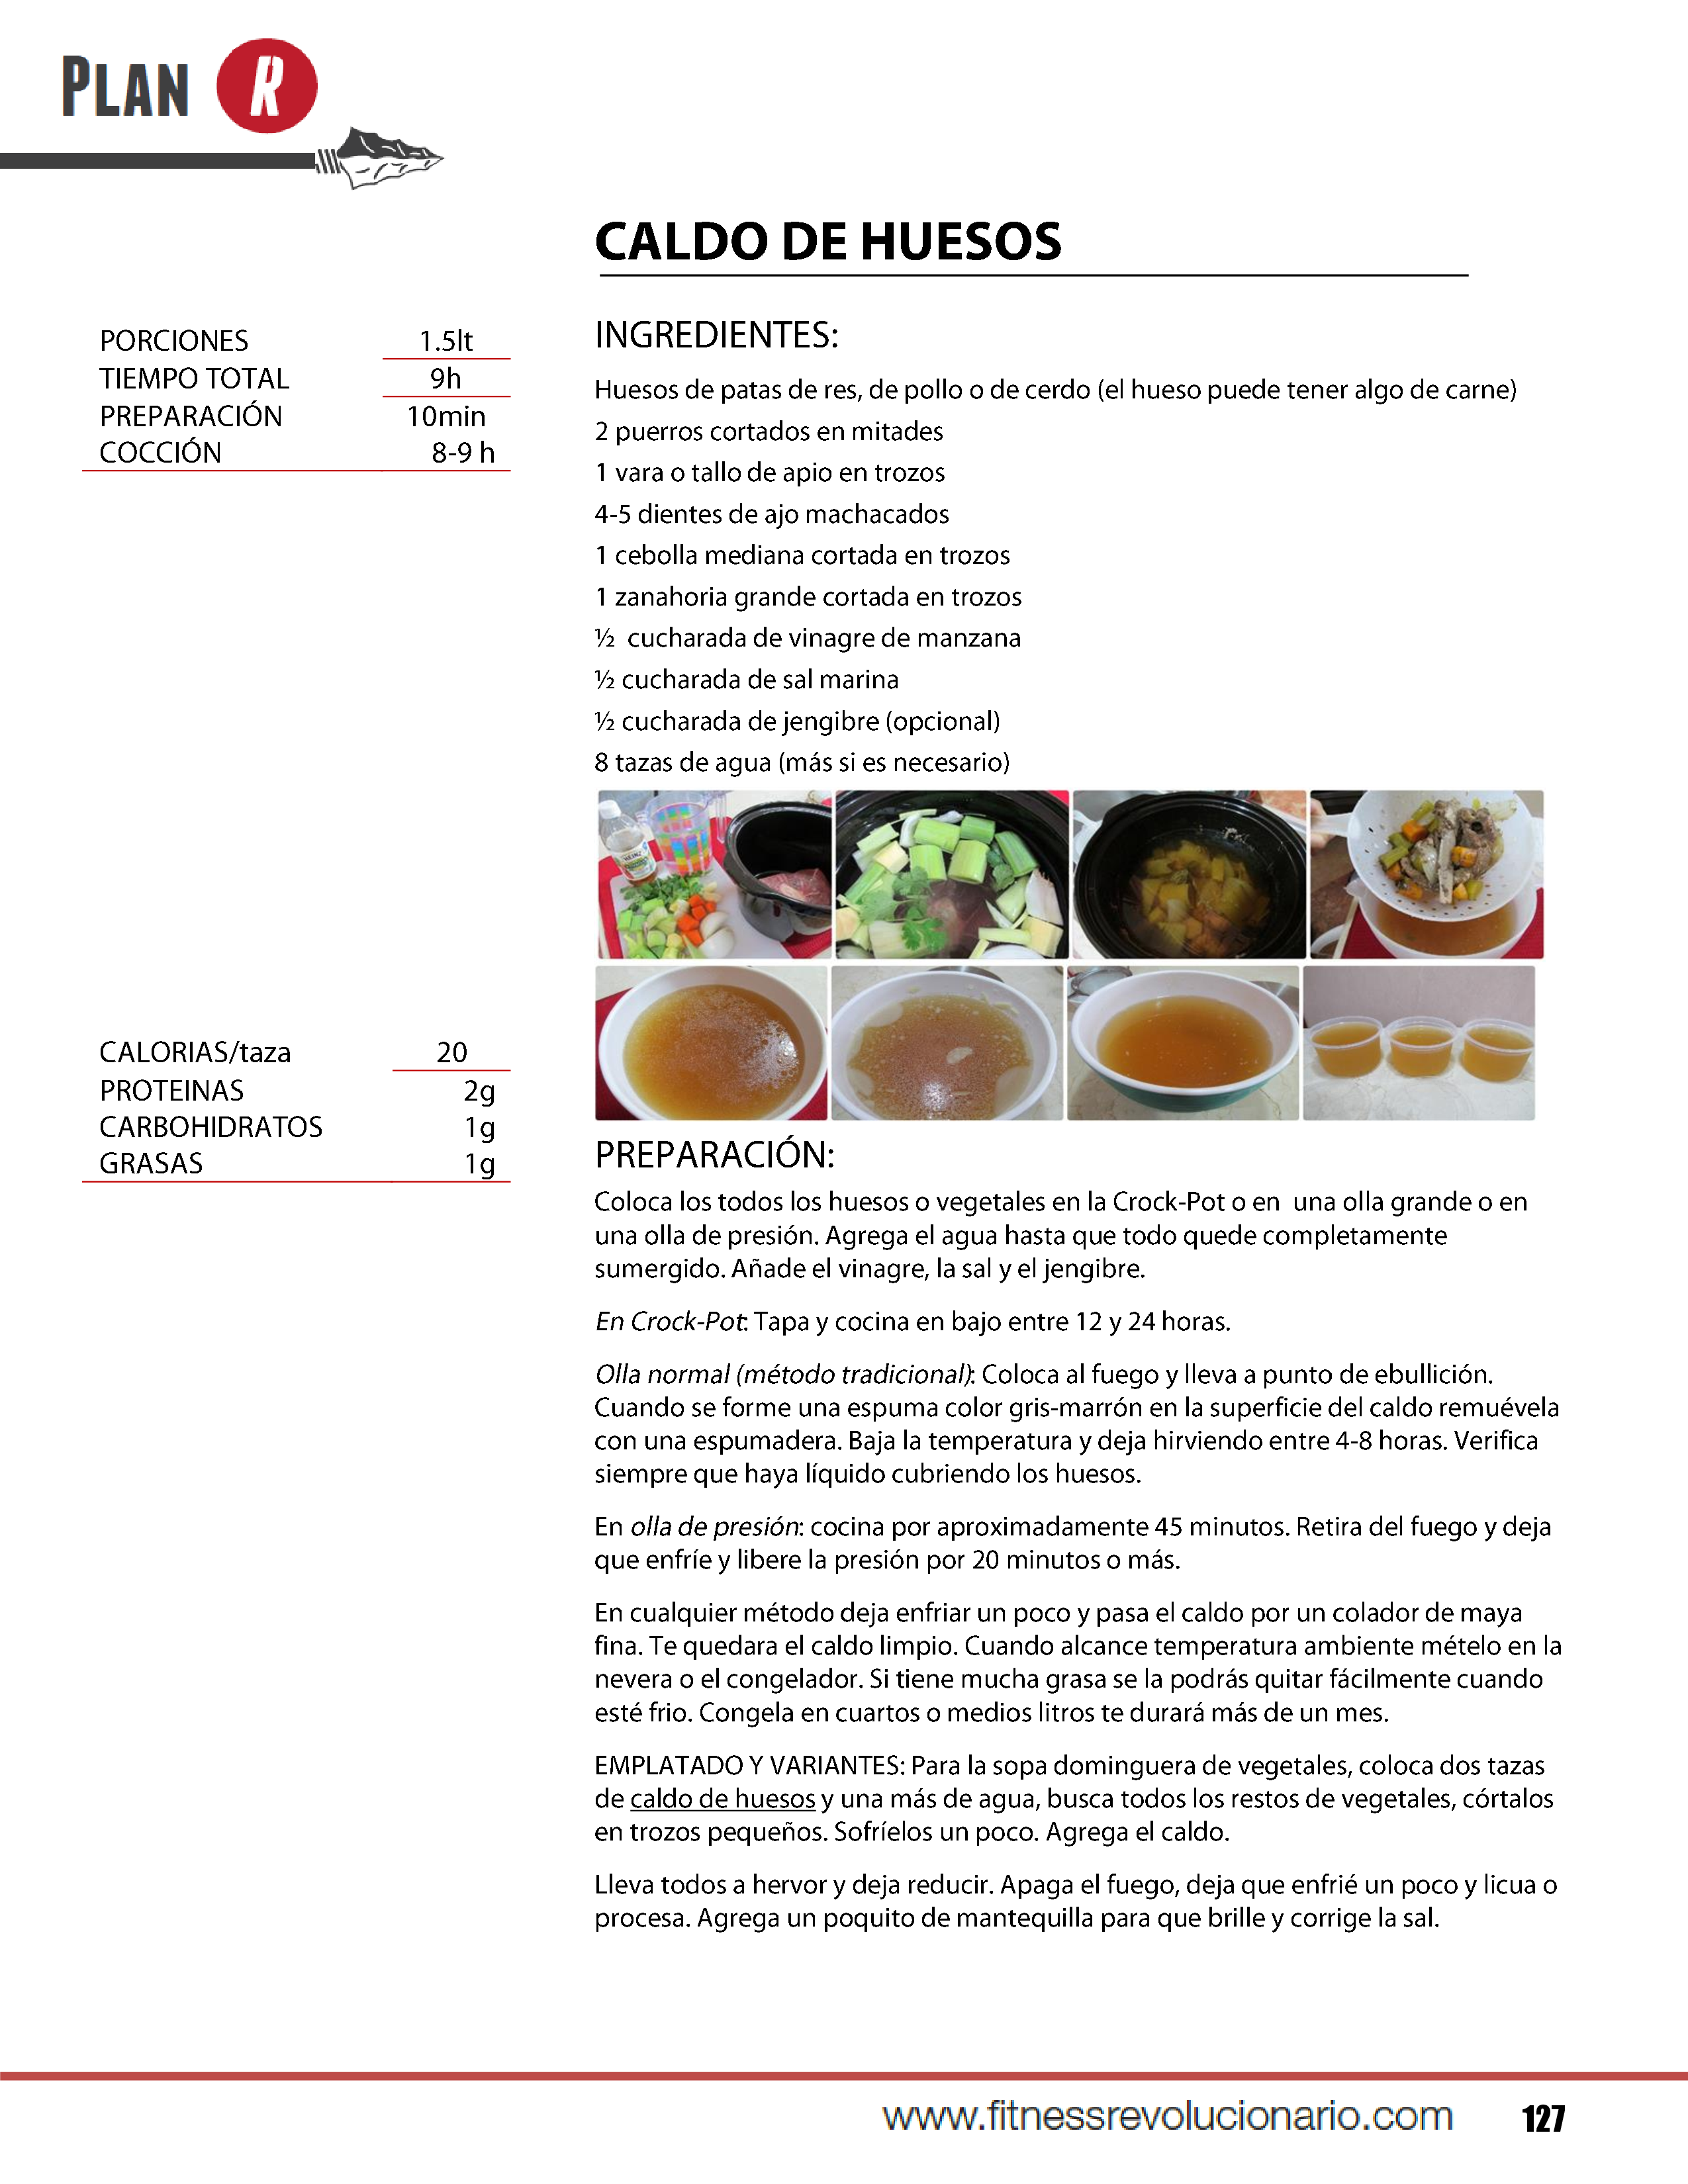 PLAN R
CALDO DE HUESOS
PORCIONES 1.5lt
TIEMPO TOTAL 9h
PREPARACIÓN 10min
COCCIÓN 8-9 h
INGREDIENTES:
Huesos de patas de res, de pollo o de cerdo (el hueso puede tener algo de carne)
2 puerros cortados en mitades
1 vara o tallo de apio en trozos
4-5 dientes de ajo machacados
1 cebolla mediana cortada en trozos
1 zanahoria grande cortada en trozos
½ cucharada de vinagre de manzana
½ cucharada de sal marina
½ cucharada de jengibre (opcional)
8 tazas de agua (más si es necesario)
HEINZ
CALORIAS/taza 20
PROTEINAS 2g
CARBOHIDRATOS 1g
GRASAS 1g
PREPARACIÓN:
Coloca los todos los huesos o vegetales en la Crock-Pot o en una olla grande o en
una olla de presión. Agrega el agua hasta que todo quede completamente
sumergido. Añade el vinagre, la sal y el jengibre.
En Crock-Pot: Tapa y cocina en bajo entre 12 y 24 horas.
Olla normal (método tradicional): Coloca al fuego y lleva a punto de ebullición.
Cuando se forme una espuma color gris-marrón en la superficie del caldo remuévela
con una espumadera. Baja la temperatura y deja hirviendo entre 4-8 horas. Verifica
siempre que haya líquido cubriendo los huesos.
En olla de presión: cocina por aproximadamente 45 minutos. Retira del fuego y deja
que enfríe y libere la presión por 20 minutos o más.
En cualquier método deja enfriar un poco y pasa el caldo por un colador de maya
fina. Te quedara el caldo limpio. Cuando alcance temperatura ambiente mételo en la
nevera o el congelador. Si tiene mucha grasa se la podrás quitar fácilmente cuando
esté frio. Congela en cuartos o medios litros te durará más de un mes.
EMPLATADO Y VARIANTES: Para la sopa dominguera de vegetales, coloca dos tazas
de caldo de huesos y una más de agua, busca todos los restos de vegetales, córtalos
en trozos pequeños. Sofríelos un poco. Agrega el caldo.
Lleva todos a hervor y deja reducir. Apaga el fuego, deja que enfrié un poco y licua o
procesa. Agrega un poquito de mantequilla para que brille y corrige la sal.
www.fitnessrevolucionario.com 127